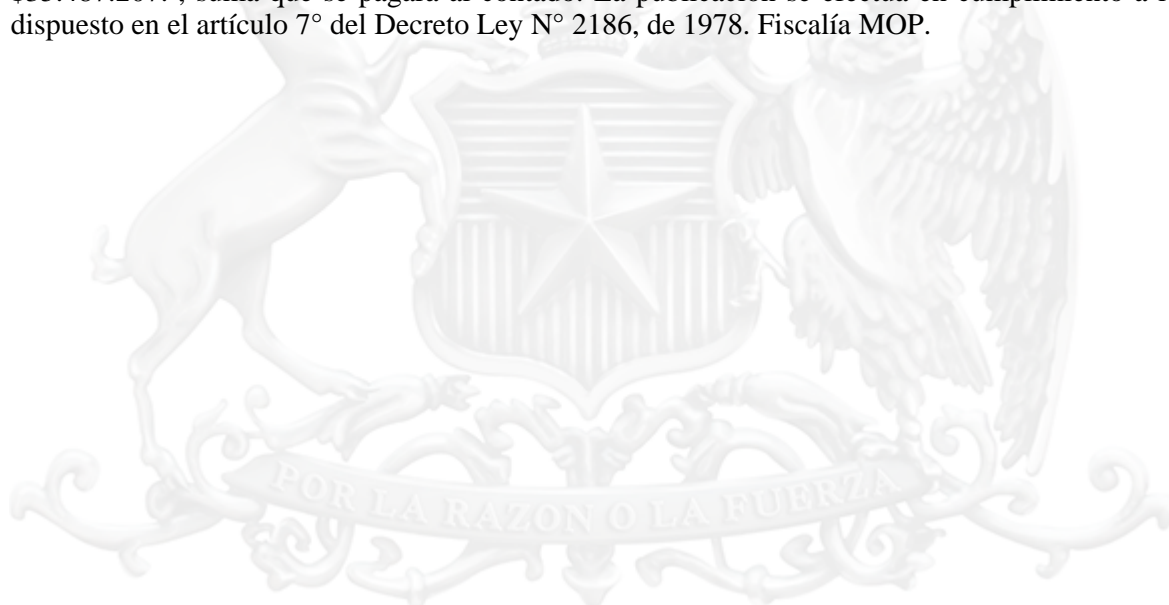 suma que se pagará al contado. La publicación se efectúa en cumplimiento a
dispuesto en el artículo 7° del Decreto Ley N° 2186, de 1978. Fiscalía MOP.
POR LA RAZON O LA FUERZA